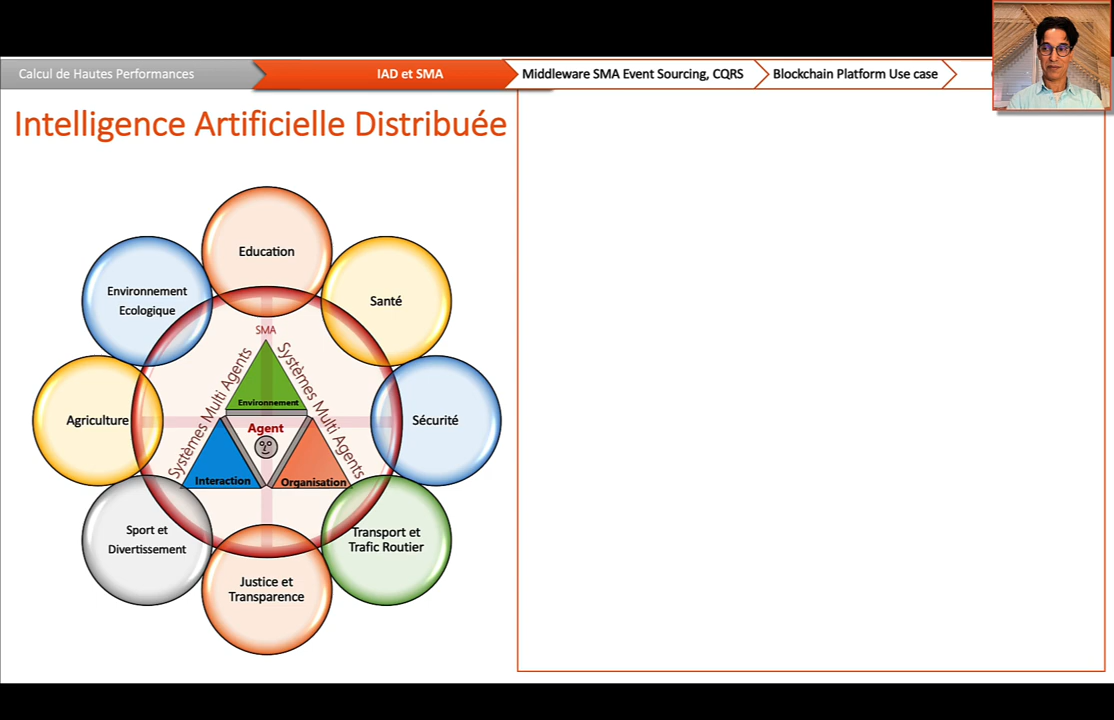 Calcul de Hautes Performances
IAD et SMA
Middleware SMA Event Sourcing, CQRS
Blockchain Platform Use case
Intelligence Artificielle Distribuée
Education
Environnement
Ecologique
Santé
SMA
Systèmes Multi Agents
Systèmes Multi Agents
Environnement
Agriculture
Agent
Sécurité
Interaction
Organisation
Sport et
Divertissement
Transport et
Trafic Routier
Justice et
Transparence